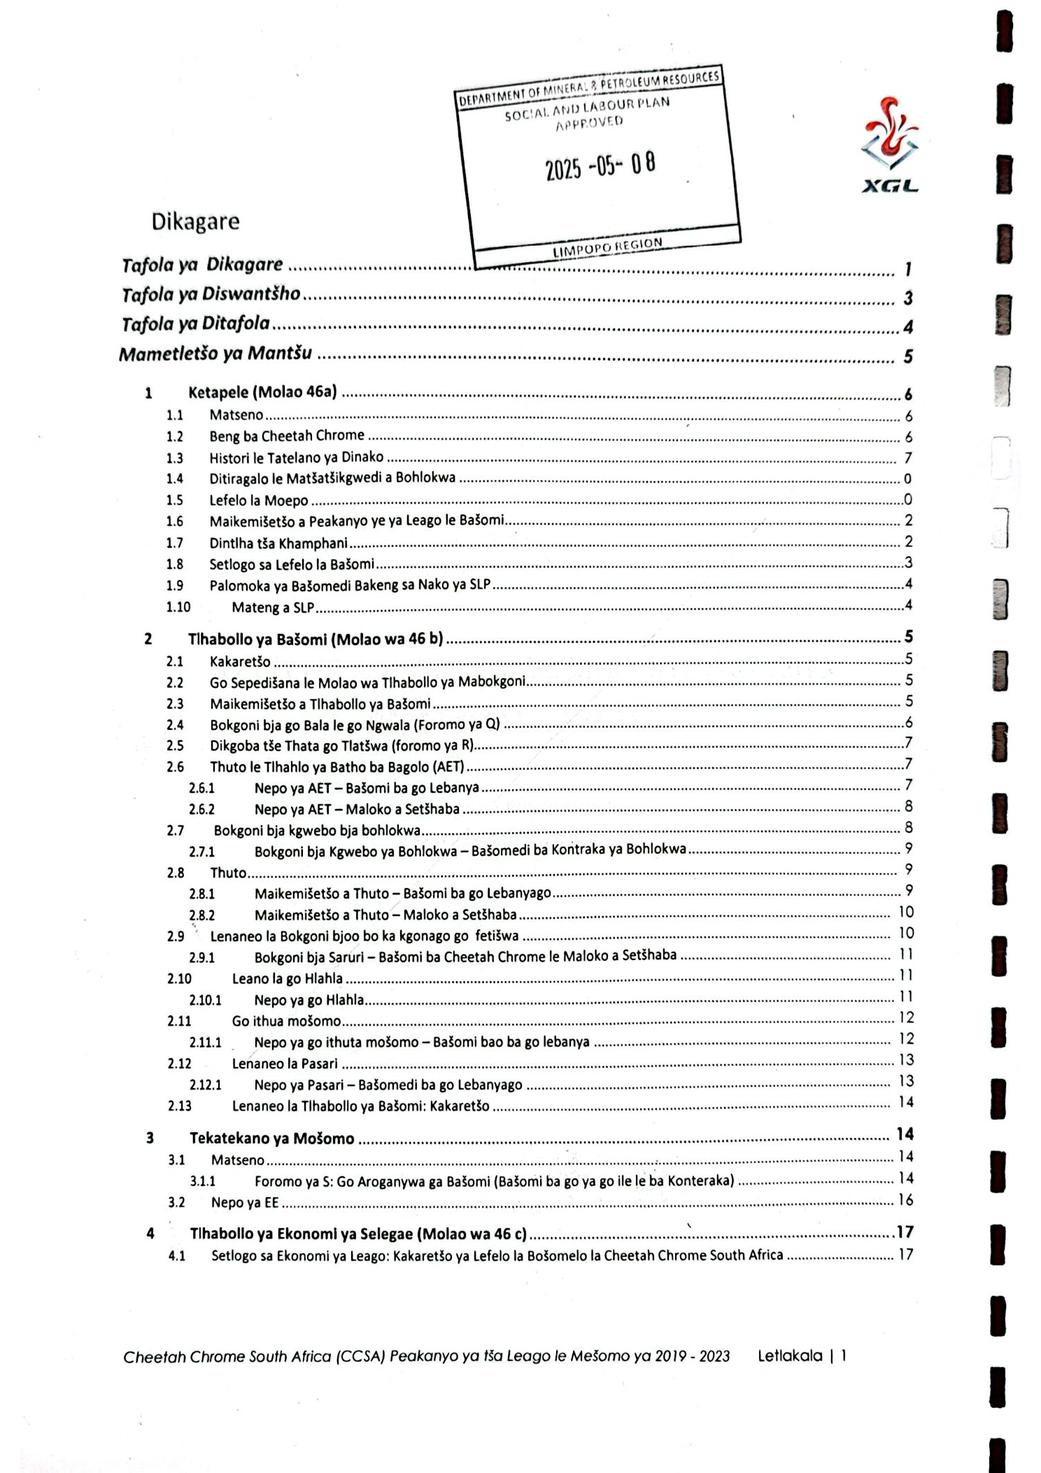 DEPARTMENT OF MINERAL & PETROLEUM RESOURCES
SOCIAL AND LABOUR PLAN
APPROVED
2025 -05- 08
LIMPOPO REGION
XGL
Dikagare
Tafola ya Dikagare ........ 1
Tafola ya Diswantšho ........ 3
Tafola ya Ditafola ........ 4
Mametletšo ya Mantšu ........ 5
1 Ketapele (Molao 46a) ........ 6
1.1 Matseno ........ 6
1.2 Beng ba Cheetah Chrome ........ 6
1.3 Histori le Tatelano ya Dinako ........ 7
1.4 Ditiragalo le Matšatšikgwedi a Bohlokwa ........ 0
1.5 Lefelo la Moepo ........ 0
1.6 Maikemišetšo a Peakanyo ye ya Leago le Bašomi ........ 2
1.7 Dintlha tša Khamphani ........ 2
1.8 Setlogo sa Lefelo la Bašomi ........ 3
1.9 Palomoka ya Bašomedi Bakeng sa Nako ya SLP ........ 4
1.10 Mateng a SLP ........ 4
2 Tlhabollo ya Bašomi (Molao wa 46 b) ........ 5
2.1 Kakaretšo ........ 5
2.2 Go Sepedišana le Molao wa Tlhabollo ya Mabokgoni ........ 5
2.3 Maikemišetšo a Tlhabollo ya Bašomi ........ 5
2.4 Bokgoni bja go Bala le go Ngwala (Foromo ya Q) ........ 6
2.5 Dikgoba tše Thata go Tlatšwa (foromo ya R) ........ 7
2.6 Thuto le Tlhahlo ya Batho ba Bagolo (AET) ........ 7
2.6.1 Nepo ya AET – Bašomi ba go Lebanya ........ 7
2.6.2 Nepo ya AET – Maloko a Setšhaba ........ 8
2.7 Bokgoni bja kgwebo bja bohlokwa ........ 8
2.7.1 Bokgoni bja Kgwebo ya Bohlokwa – Bašomedi ba Kontraka ya Bohlokwa ........ 9
2.8 Thuto ........ 9
2.8.1 Maikemišetšo a Thuto – Bašomi ba go Lebanyago ........ 9
2.8.2 Maikemišetšo a Thuto – Maloko a Setšhaba ........ 10
2.9 Lenaneo la Bokgoni bjoo bo ka kgonago go fetišwa ........ 10
2.9.1 Bokgoni bja Saruri – Bašomi ba Cheetah Chrome le Maloko a Setšhaba ........ 11
2.10 Leano la go Hlahla ........ 11
2.10.1 Nepo ya go Hlahla ........ 11
2.11 Go ithua mošomo ........ 12
2.11.1 Nepo ya go ithuta mošomo – Bašomi bao ba go lebanya ........ 12
2.12 Lenaneo la Pasari ........ 13
2.12.1 Nepo ya Pasari – Bašomedi ba go Lebanyago ........ 13
2.13 Lenaneo la Tlhabollo ya Bašomi: Kakaretšo ........ 14
3 Tekatekano ya Mošomo ........ 14
3.1 Matseno ........ 14
3.1.1 Foromo ya S: Go Aroganywa ga Bašomi (Bašomi ba go ya go ile le ba Konteraka) ........ 14
3.2 Nepo ya EE ........ 16
4 Tlhabollo ya Ekonomi ya Selegae (Molao wa 46 c) ........ 17
4.1 Setlogo sa Ekonomi ya Leago: Kakaretšo ya Lefelo la Bošomelo la Cheetah Chrome South Africa ........ 17
Cheetah Chrome South Africa (CCSA) Peakanyo ya tša Leago le Mešomo ya 2019 - 2023 Letlakala | 1